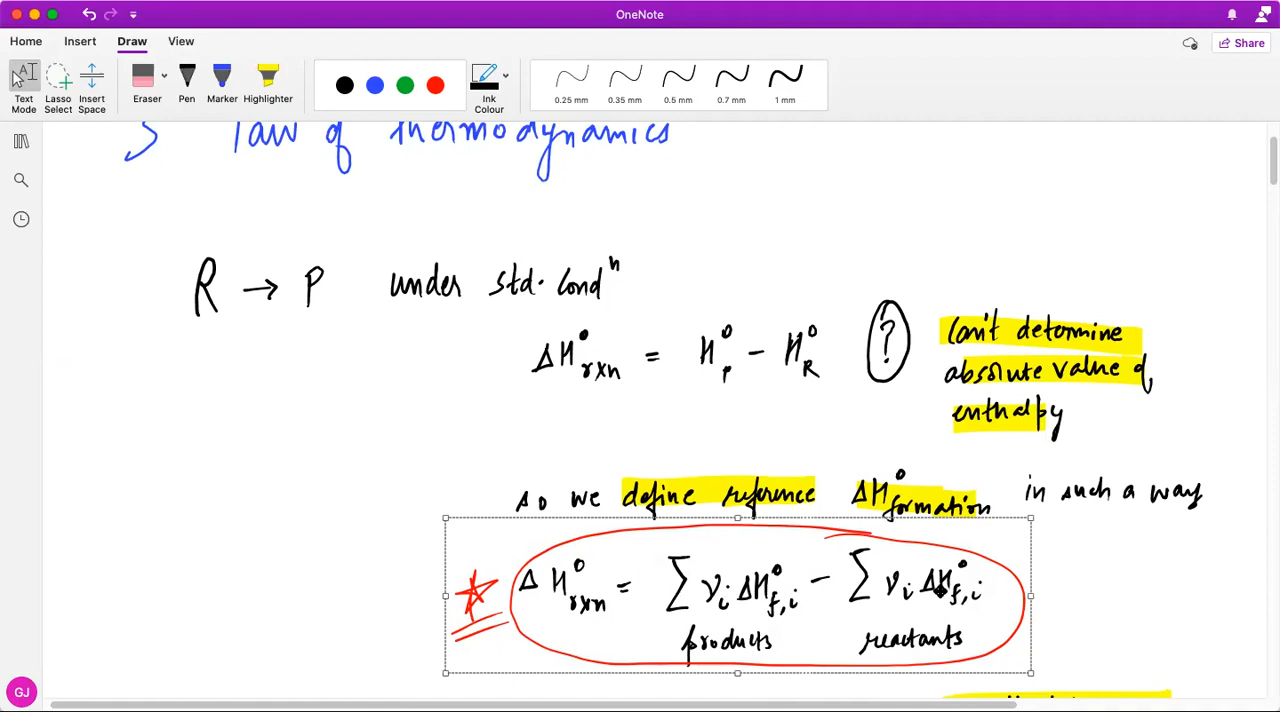 OneNote
Home Insert Draw View
Share
Text Mode
Lasso Select
Insert Space
Eraser
Pen
Marker
Highlighter
Ink Colour
0.25 mm 0.35 mm 0.5 mm 0.7 mm 1 mm
law of thermodynamics
R → P under std. condⁿ
ΔH°rxn = H°P − H°R ? Can't determine
absolute value of
enthalpy
so we define reference ΔH°formation in such a way
ΔH°rxn = Σ νi ΔH°f,i − Σ νi ΔH°f,i
products reactants
GJ